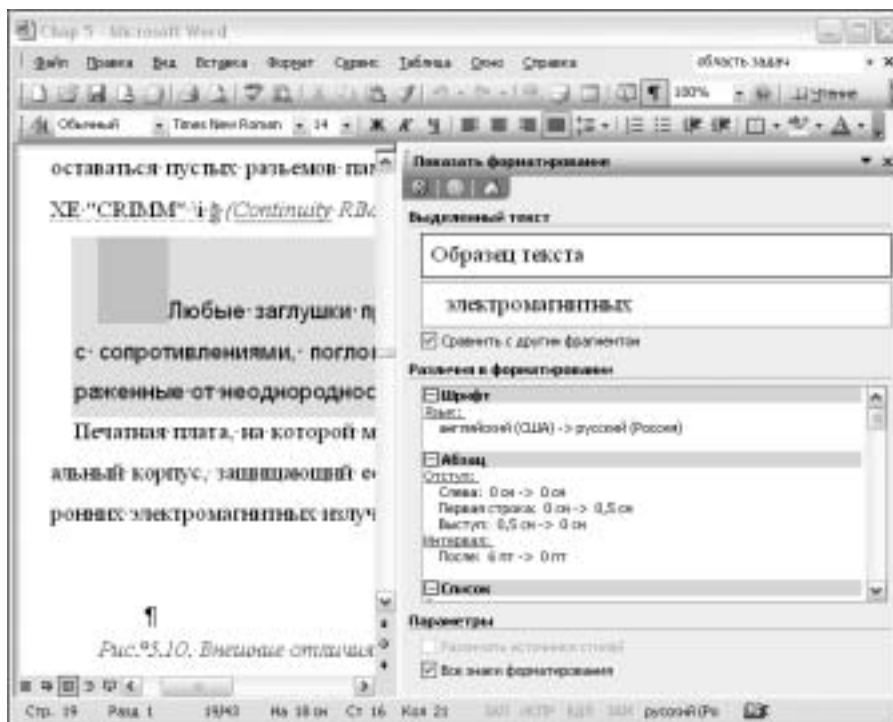 Chap 5 - Microsoft Word
Файл Правка Вид Вставка Формат Сервис Таблица Окно Справка область задач
100% Чтение
Обычный Times New Roman 14 Ж К Ч
оставаться пустых разъемов
XE "CRIMM" \i (Continuity
Любые заглушки
с сопротивлениями,
раженные от неоднородно
Печатная плата, на которой
альный корпус, защищающий
ронних электромагнитных излуч
¶
Рис.°5.10. Внешние отличия
Показать форматирование
Выделенный текст
Образец текста
электромагнитных
Сравнить с другим фрагментом
Различия в форматировании
Шрифт
Язык:
английский (США) -> русский (Россия)
Абзац
Отступ:
Слева: 0 см -> 0 см
Первая строка: 0 см -> 0,5 см
Выступ: 0,5 см -> 0 см
Интервал:
После: 6 пт -> 0 пт
Список
Параметры
Различать источники стилей
Все знаки форматирования
Стр. 19 Разд 1 19/43 На 18 см Ст 16 Кол 21 ЗАП ИСПР ВДЛ ЗАМ русский (Ро